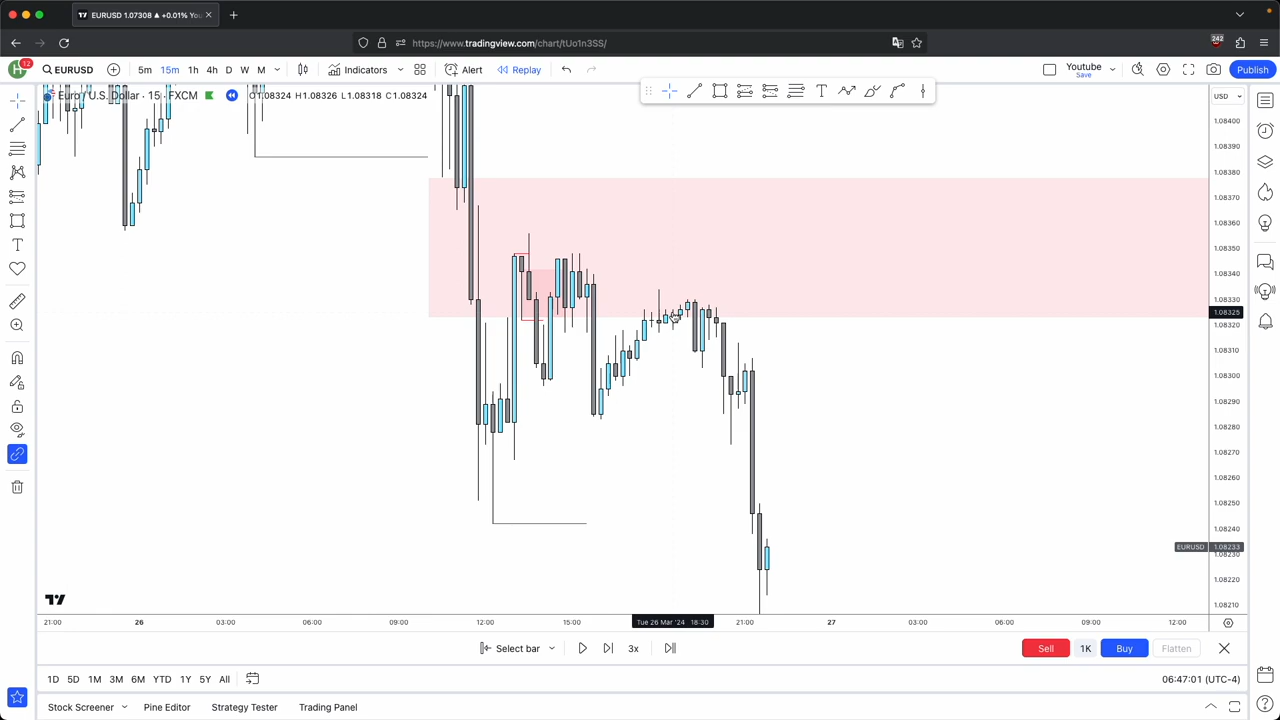 EURUSD 1.07308 ▲ +0.01% You
https://www.tradingview.com/chart/tUo1n3SS/
242
H 12 EURUSD 5m 15m 1h 4h D W M Indicators Alert Replay Youtube Save Publish
Euro / U.S. Dollar · 15 · FXCM O1.08324 H1.08326 L1.08318 C1.08324
USD
1.08400
1.08390
1.08380
1.08370
1.08360
1.08350
1.08340
1.08330
1.08325
1.08320
1.08310
1.08300
1.08290
1.08280
1.08270
1.08260
1.08250
1.08240
EURUSD 1.08233
1.08230
1.08220
1.08210
21:00 26 03:00 06:00 09:00 12:00 15:00 Tue 26 Mar '24 18:30 21:00 27 03:00 06:00 09:00 12:00
Select bar 3x Sell 1K Buy Flatten
1D 5D 1M 3M 6M YTD 1Y 5Y All 06:47:01 (UTC-4)
Stock Screener Pine Editor Strategy Tester Trading Panel